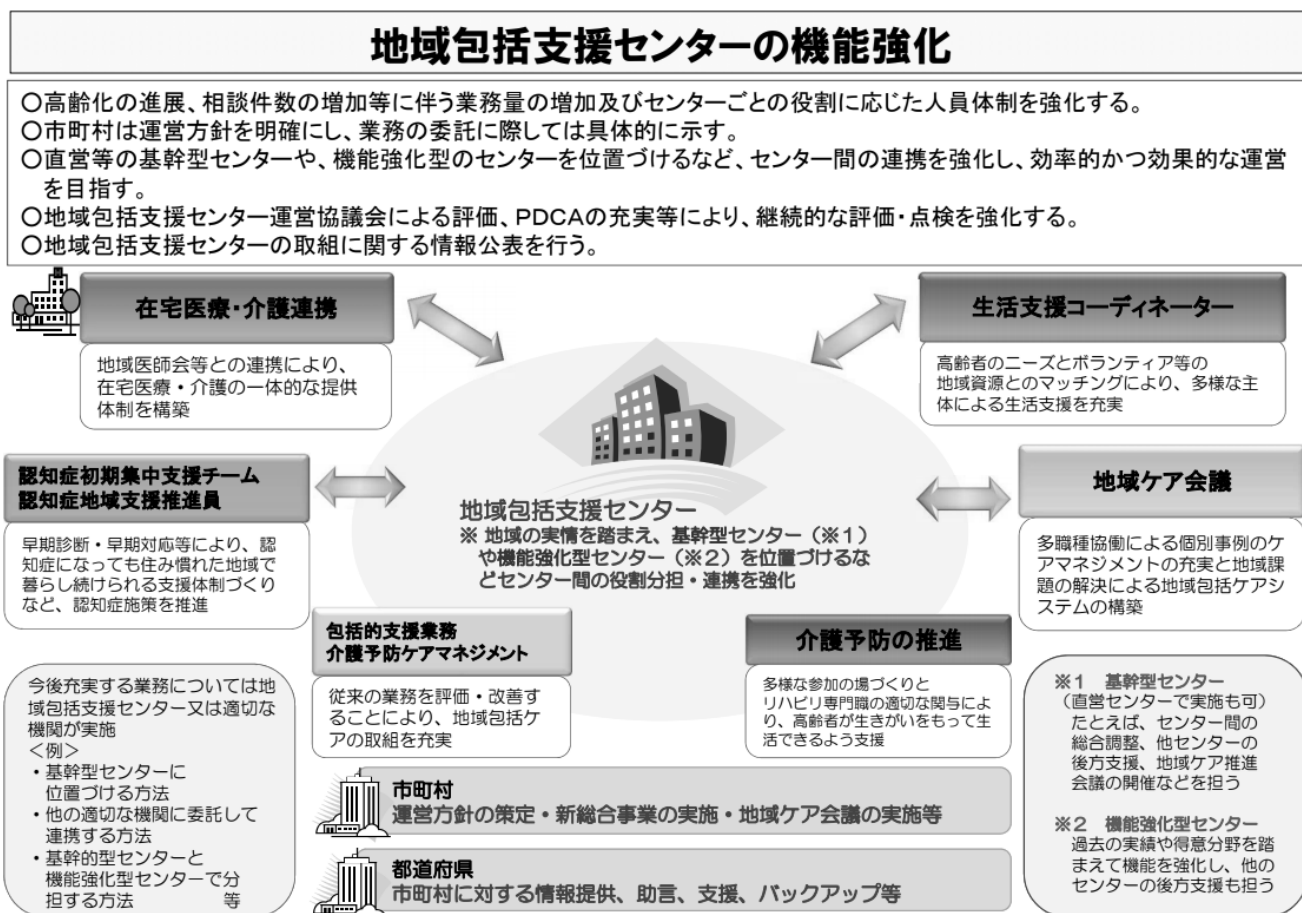 地域包括支援センターの機能強化
〇高齢化の進展、相談件数の増加等に伴う業務量の増加及びセンターごとの役割に応じた人員体制を強化する。
〇市町村は運営方針を明確にし、業務の委託に際しては具体的に示す。
〇直営等の基幹型センターや、機能強化型のセンターを位置づけるなど、センター間の連携を強化し、効率的かつ効果的な運営
を目指す。
〇地域包括支援センター運営協議会による評価、PDCAの充実等により、継続的な評価・点検を強化する。
〇地域包括支援センターの取組に関する情報公表を行う。
在宅医療・介護連携
地域医師会等との連携により、
在宅医療・介護の一体的な提供
体制を構築
生活支援コーディネーター
高齢者のニーズとボランティア等の
地域資源とのマッチングにより、多様な主
体による生活支援を充実
認知症初期集中支援チーム
認知症地域支援推進員
早期診断・早期対応等により、認
知症になっても住み慣れた地域で
暮らし続けられる支援体制づくり
など、認知症施策を推進
地域包括支援センター
※ 地域の実情を踏まえ、基幹型センター(※1)
や機能強化型センター(※2)を位置づけるな
どセンター間の役割分担・連携を強化
地域ケア会議
多職種協働による個別事例のケ
アマネジメントの充実と地域課
題の解決による地域包括ケアシ
ステムの構築
包括的支援業務
介護予防ケアマネジメント
従来の業務を評価・改善す
ることにより、地域包括ケ
アの取組を充実
介護予防の推進
多様な参加の場づくりと
リハビリ専門職の適切な関与によ
り、高齢者が生きがいをもって生
活できるよう支援
今後充実する業務については地
域包括支援センター又は適切な
機関が実施
<例>
・基幹型センターに
位置づける方法
・他の適切な機関に委託して
連携する方法
・基幹的型センターと
機能強化型センターで分
担する方法 等
市町村
運営方針の策定・新総合事業の実施・地域ケア会議の実施等
都道府県
市町村に対する情報提供、助言、支援、バックアップ等
※1 基幹型センター
(直営センターで実施も可)
たとえば、センター間の
総合調整、他センターの
後方支援、地域ケア推進
会議の開催などを担う
※2 機能強化型センター
過去の実績や得意分野を踏
まえて機能を強化し、他の
センターの後方支援も担う